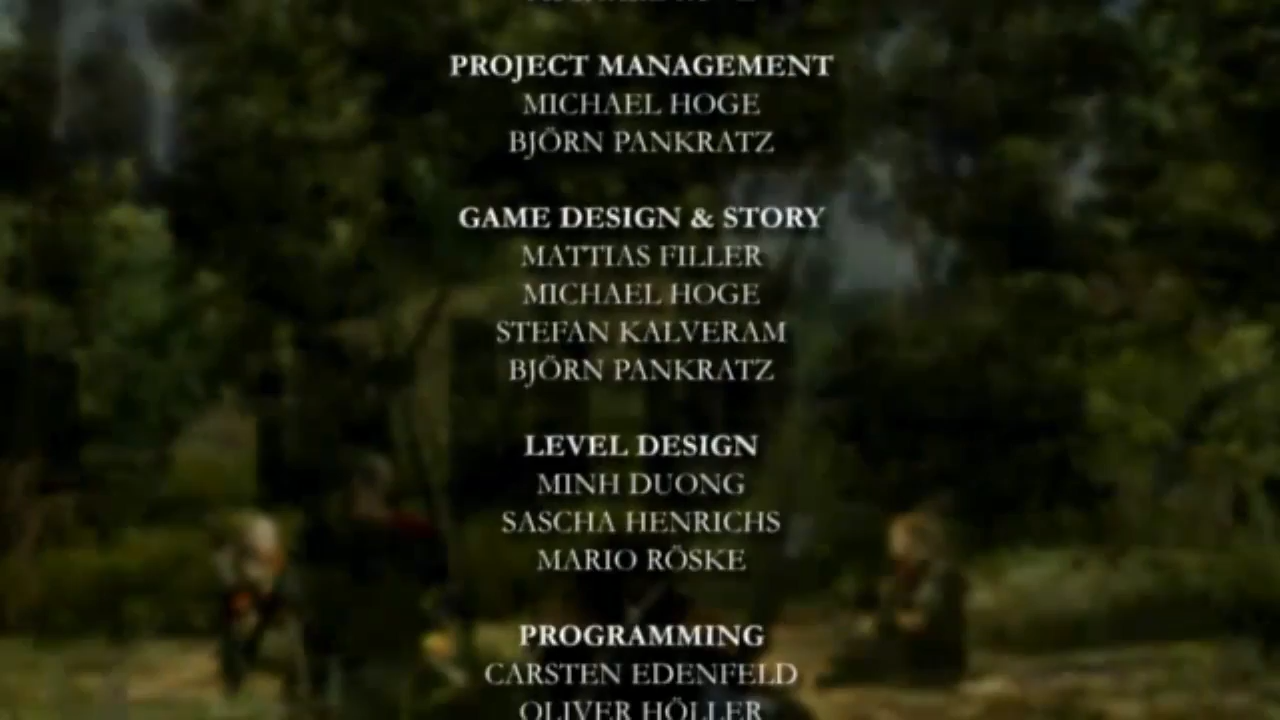 PROJECT MANAGEMENT
MICHAEL HOGE
BJÖRN PANKRATZ
GAME DESIGN & STORY
MATTIAS FILLER
MICHAEL HOGE
STEFAN KALVERAM
BJÖRN PANKRATZ
LEVEL DESIGN
MINH DUONG
SASCHA HENRICHS
MARIO RÖSKE
PROGRAMMING
CARSTEN EDENFELD
OLIVER HÖLLER